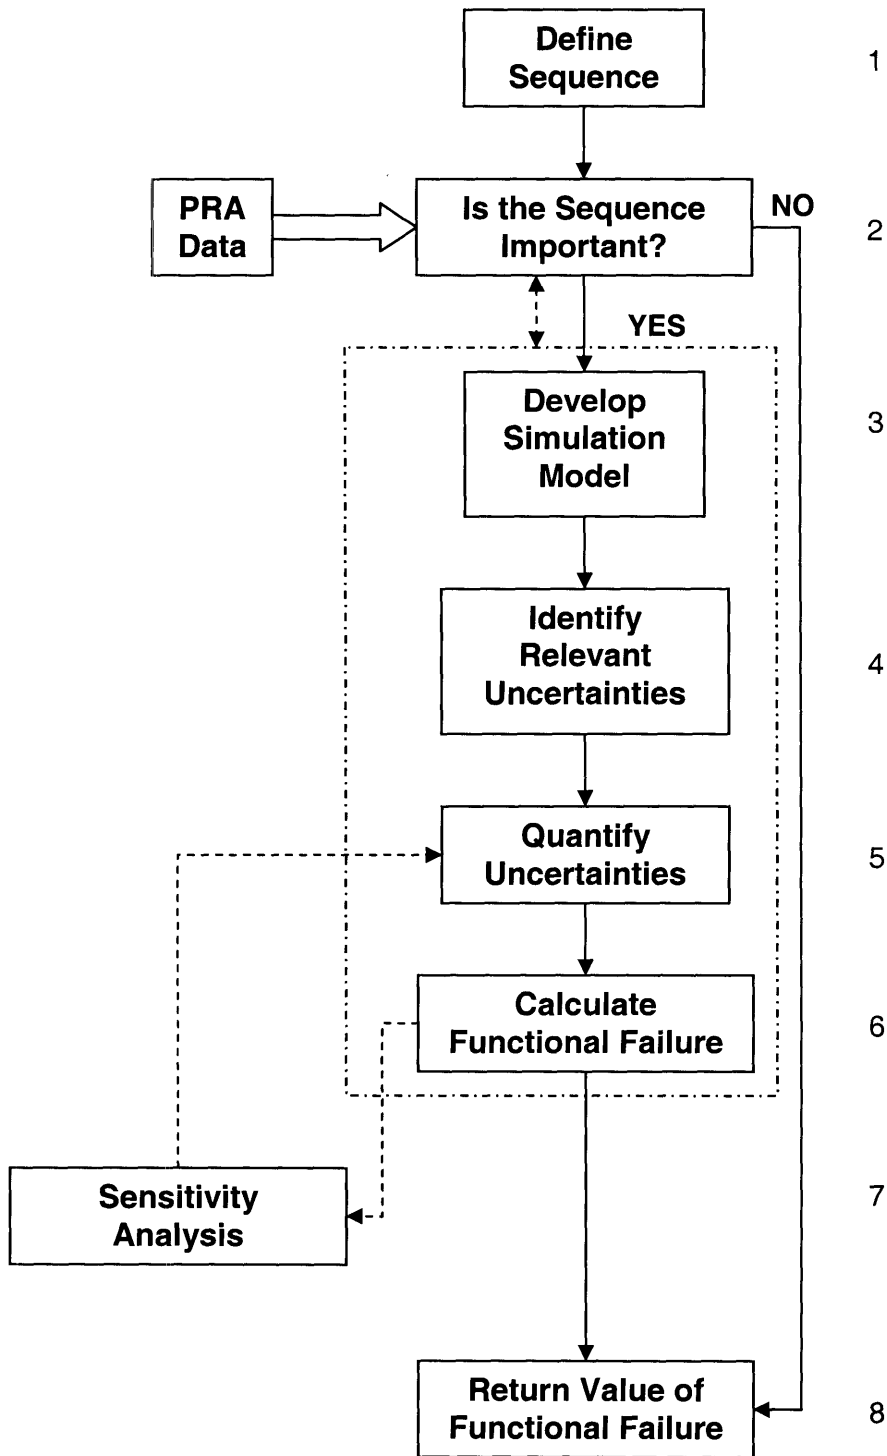 Define
Sequence
1
PRA
Data
Is the Sequence
Important?
NO
2
YES
Develop
Simulation
Model
3
Identify
Relevant
Uncertainties
4
Quantify
Uncertainties
5
Calculate
Functional Failure
6
Sensitivity
Analysis
7
Return Value of
Functional Failure
8